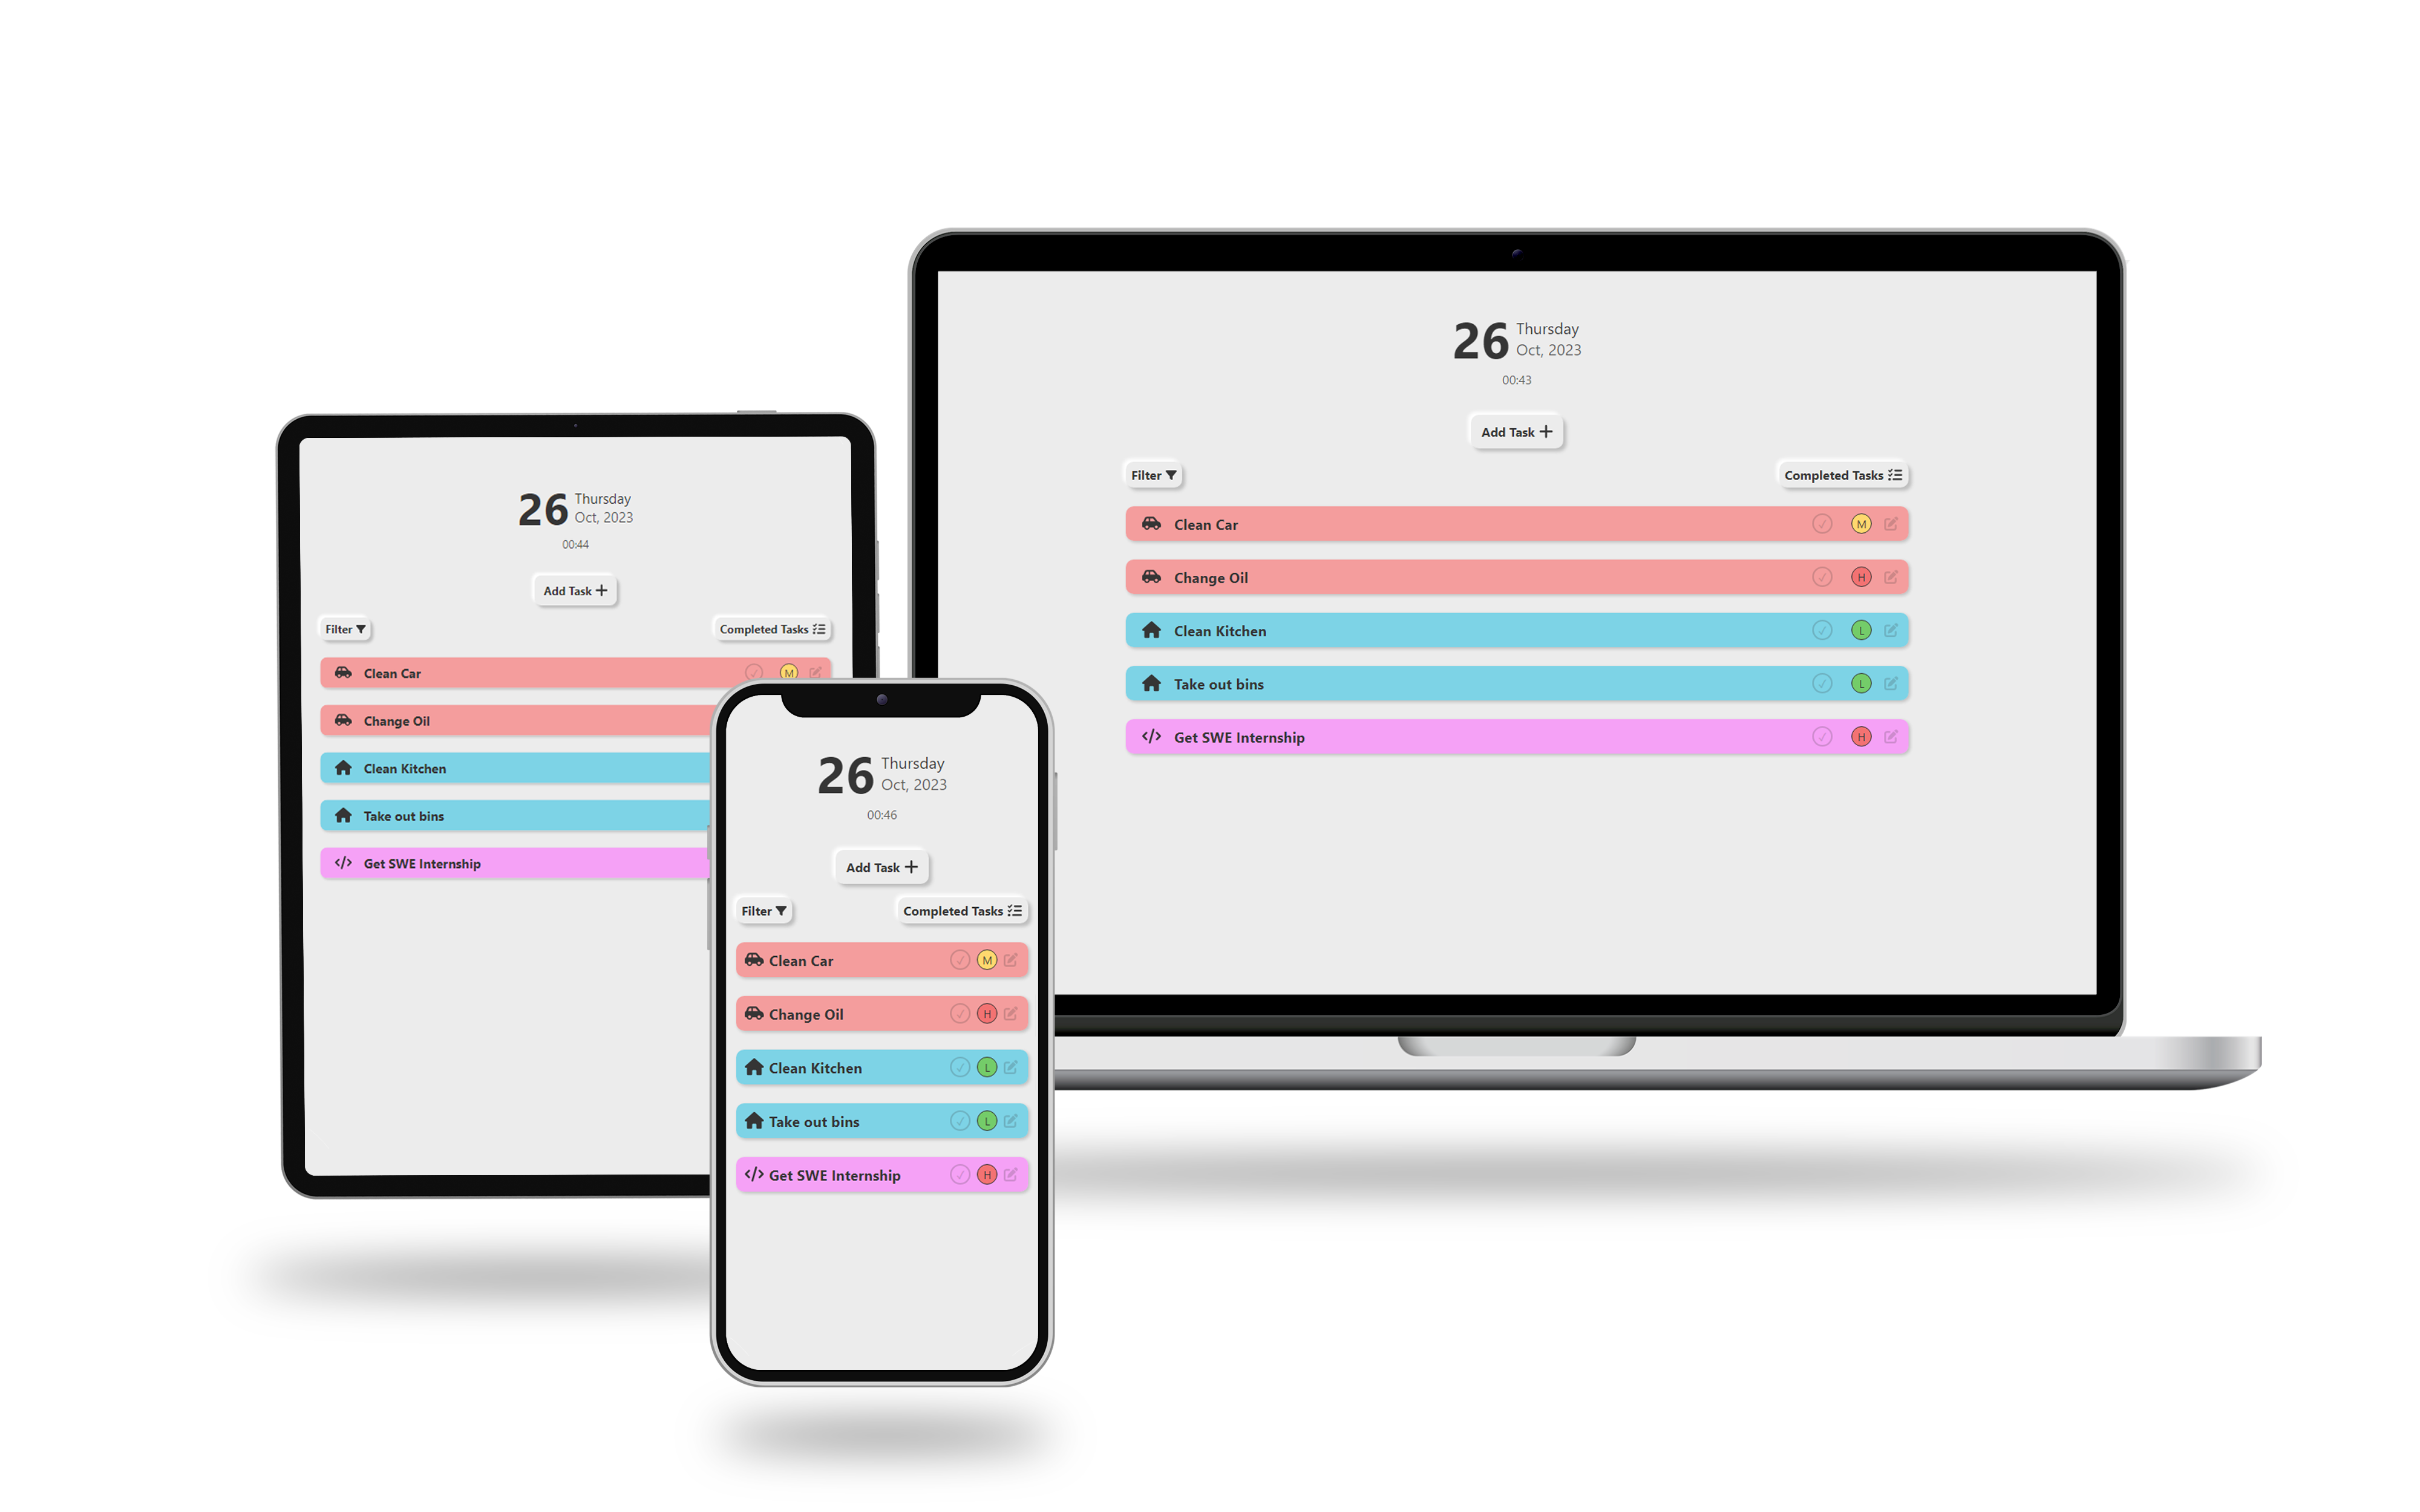 26 Thursday
Oct, 2023
00:43
Add Task
Filter
Completed Tasks
Clean Car M
Change Oil H
Clean Kitchen L
Take out bins L
Get SWE Internship H
26 Thursday
Oct, 2023
00:44
Add Task
Filter
Completed Tasks
Clean Car M
Change Oil
Clean Kitchen
Take out bins
Get SWE Internship
26 Thursday
Oct, 2023
00:46
Add Task
Filter
Completed Tasks
Clean Car M
Change Oil H
Clean Kitchen L
Take out bins L
</> Get SWE Internship H